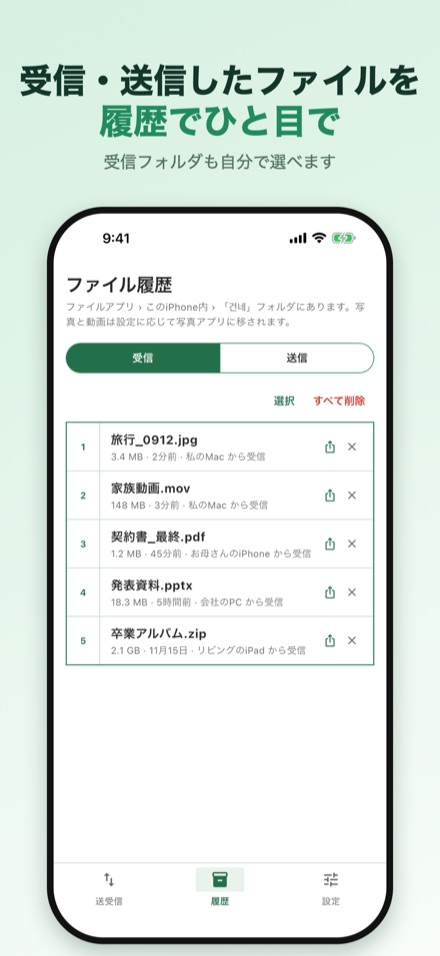 受信・送信したファイルを
履歴でひと目で
受信フォルダも自分で選べます
9:41
ファイル履歴
ファイルアプリ › このiPhone内 › 「건네」フォルダにあります。写
真と動画は設定に応じて写真アプリに移されます。
受信 送信
選択 すべて削除
1 旅行_0912.jpg
3.4 MB · 2分前 · 私のMac から受信
2 家族動画.mov
148 MB · 3分前 · 私のMac から受信
3 契約書_最終.pdf
1.2 MB · 45分前 · お母さんのiPhone から受信
4 発表資料.pptx
18.3 MB · 5時間前 · 会社のPC から受信
5 卒業アルバム.zip
2.1 GB · 11月15日 · リビングのiPad から受信
送受信 履歴 設定